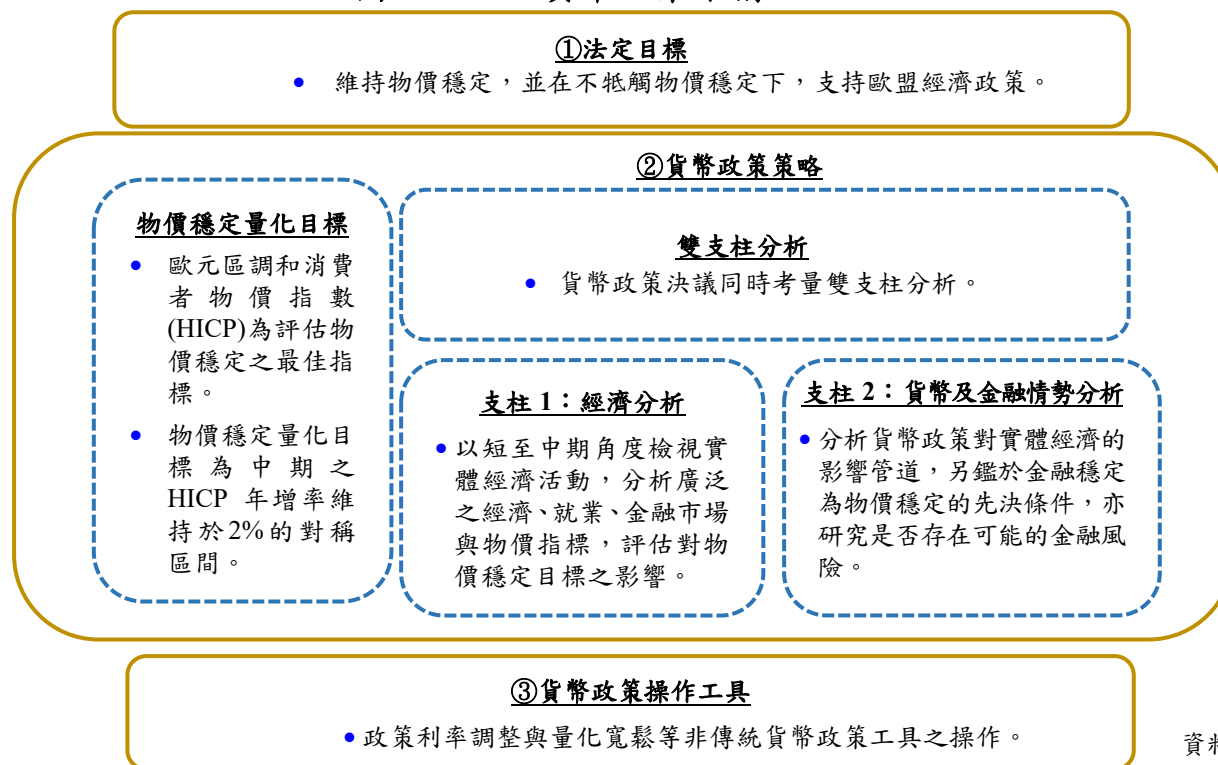 ①法定目標
• 維持物價穩定，並在不牴觸物價穩定下，支持歐盟經濟政策。
②貨幣政策策略
物價穩定量化目標
• 歐元區調和消費
者物價指數
(HICP)為評估物
價穩定之最佳指
標。
• 物價穩定量化目
標為中期之
HICP 年增率維
持於2%的對稱
區間。
雙支柱分析
• 貨幣政策決議同時考量雙支柱分析。
支柱 1：經濟分析
• 以短至中期角度檢視實
體經濟活動，分析廣泛
之經濟、就業、金融市場
與物價指標，評估對物
價穩定目標之影響。
支柱 2：貨幣及金融情勢分析
• 分析貨幣政策對實體經濟的
影響管道，另鑑於金融穩定
為物價穩定的先決條件，亦
研究是否存在可能的金融風
險。
③貨幣政策操作工具
• 政策利率調整與量化寬鬆等非傳統貨幣政策工具之操作。
資料